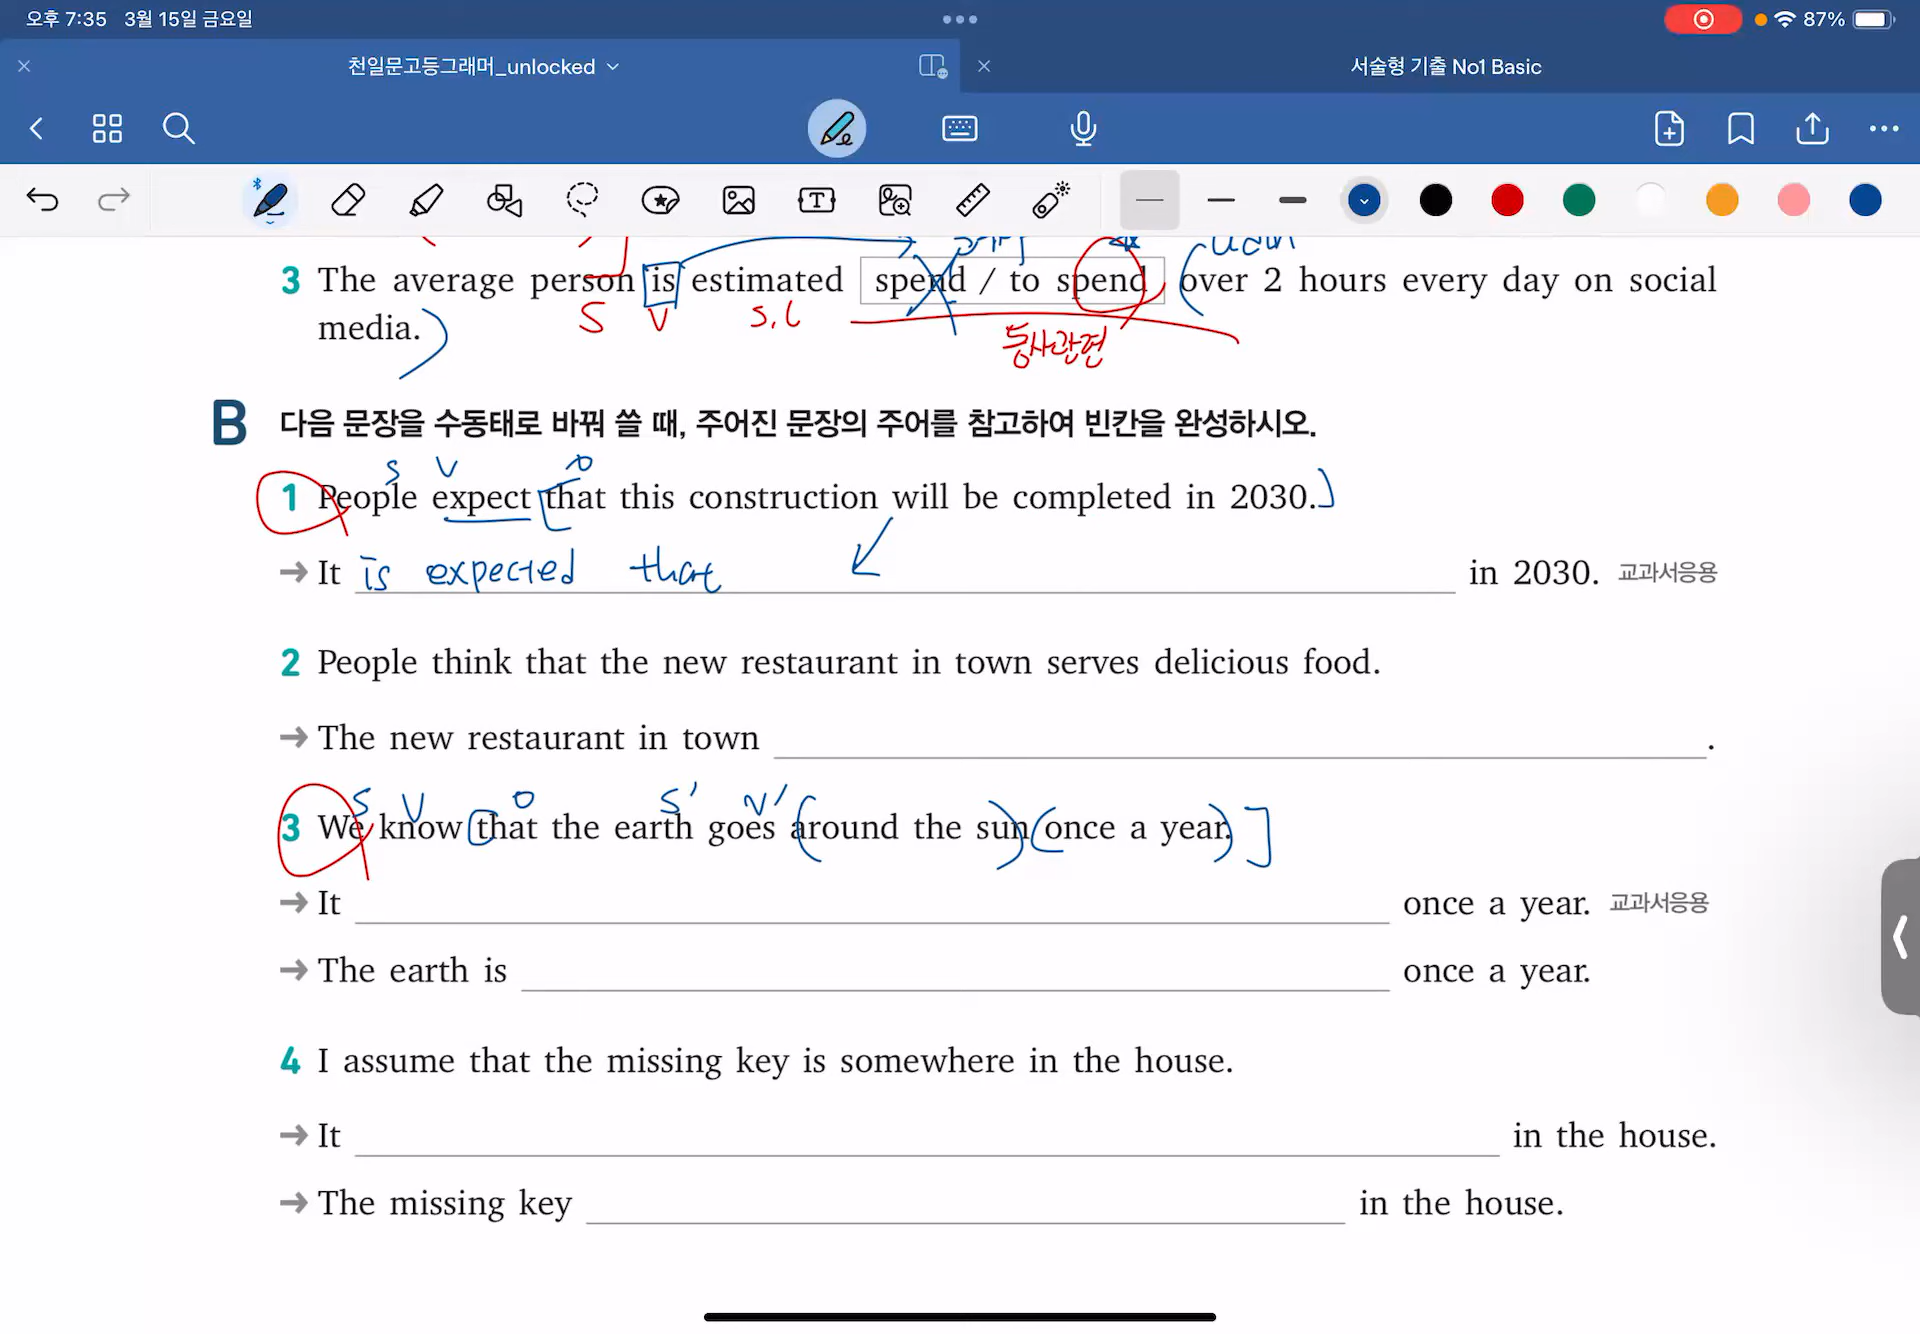 오후 7:35 3월 15일 금요일
87%
천일문고등그래머_unlocked
서술형 기출 No1 Basic
3 The average person is estimated spend / to spend over 2 hours every day on social
S V S.C
media.
동사관련
B 다음 문장을 수동태로 바꿔 쓸 때, 주어진 문장의 주어를 참고하여 빈칸을 완성하시오.
S V O
1 People expect that this construction will be completed in 2030.
→ It is expected that in 2030. 교과서응용
2 People think that the new restaurant in town serves delicious food.
→ The new restaurant in town .
S V O S' V'
3 We know that the earth goes around the sun once a year.
→ It once a year. 교과서응용
→ The earth is once a year.
4 I assume that the missing key is somewhere in the house.
→ It in the house.
→ The missing key in the house.